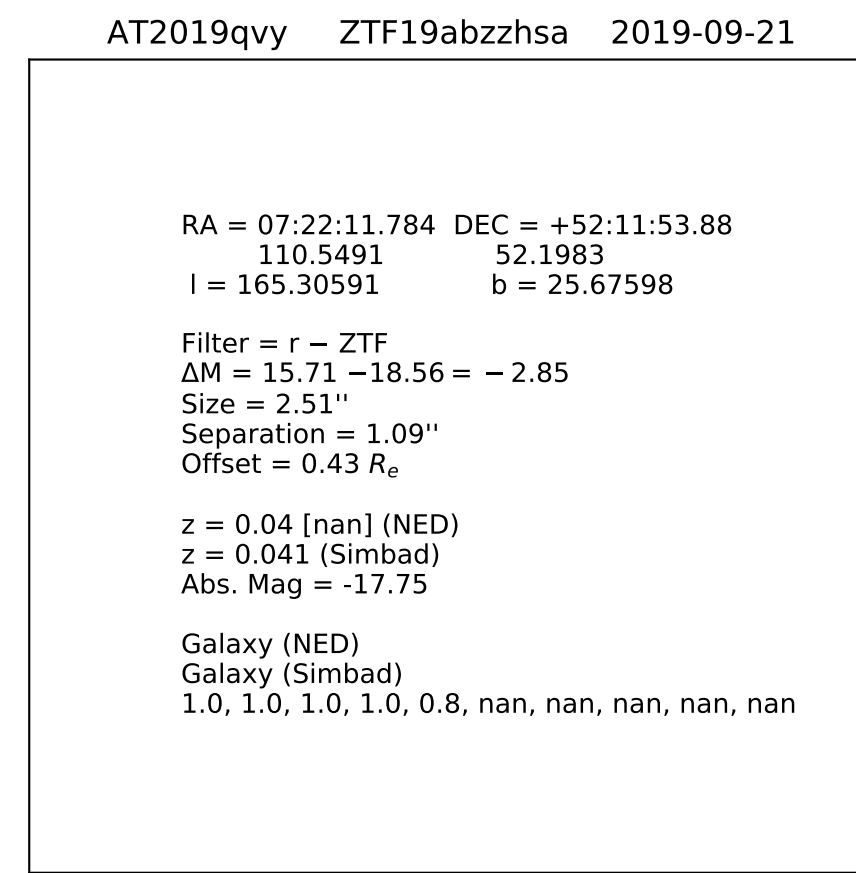 AT2019qvy ZTF19abzzhsa 2019-09-21
RA = 07:22:11.784 DEC = +52:11:53.88
110.5491 52.1983
l = 165.30591 b = 25.67598
Filter = r − ZTF
ΔM = 15.71 −18.56 = − 2.85
Size = 2.51''
Separation = 1.09''
Offset = 0.43 Re
z = 0.04 [nan] (NED)
z = 0.041 (Simbad)
Abs. Mag = -17.75
Galaxy (NED)
Galaxy (Simbad)
1.0, 1.0, 1.0, 1.0, 0.8, nan, nan, nan, nan, nan